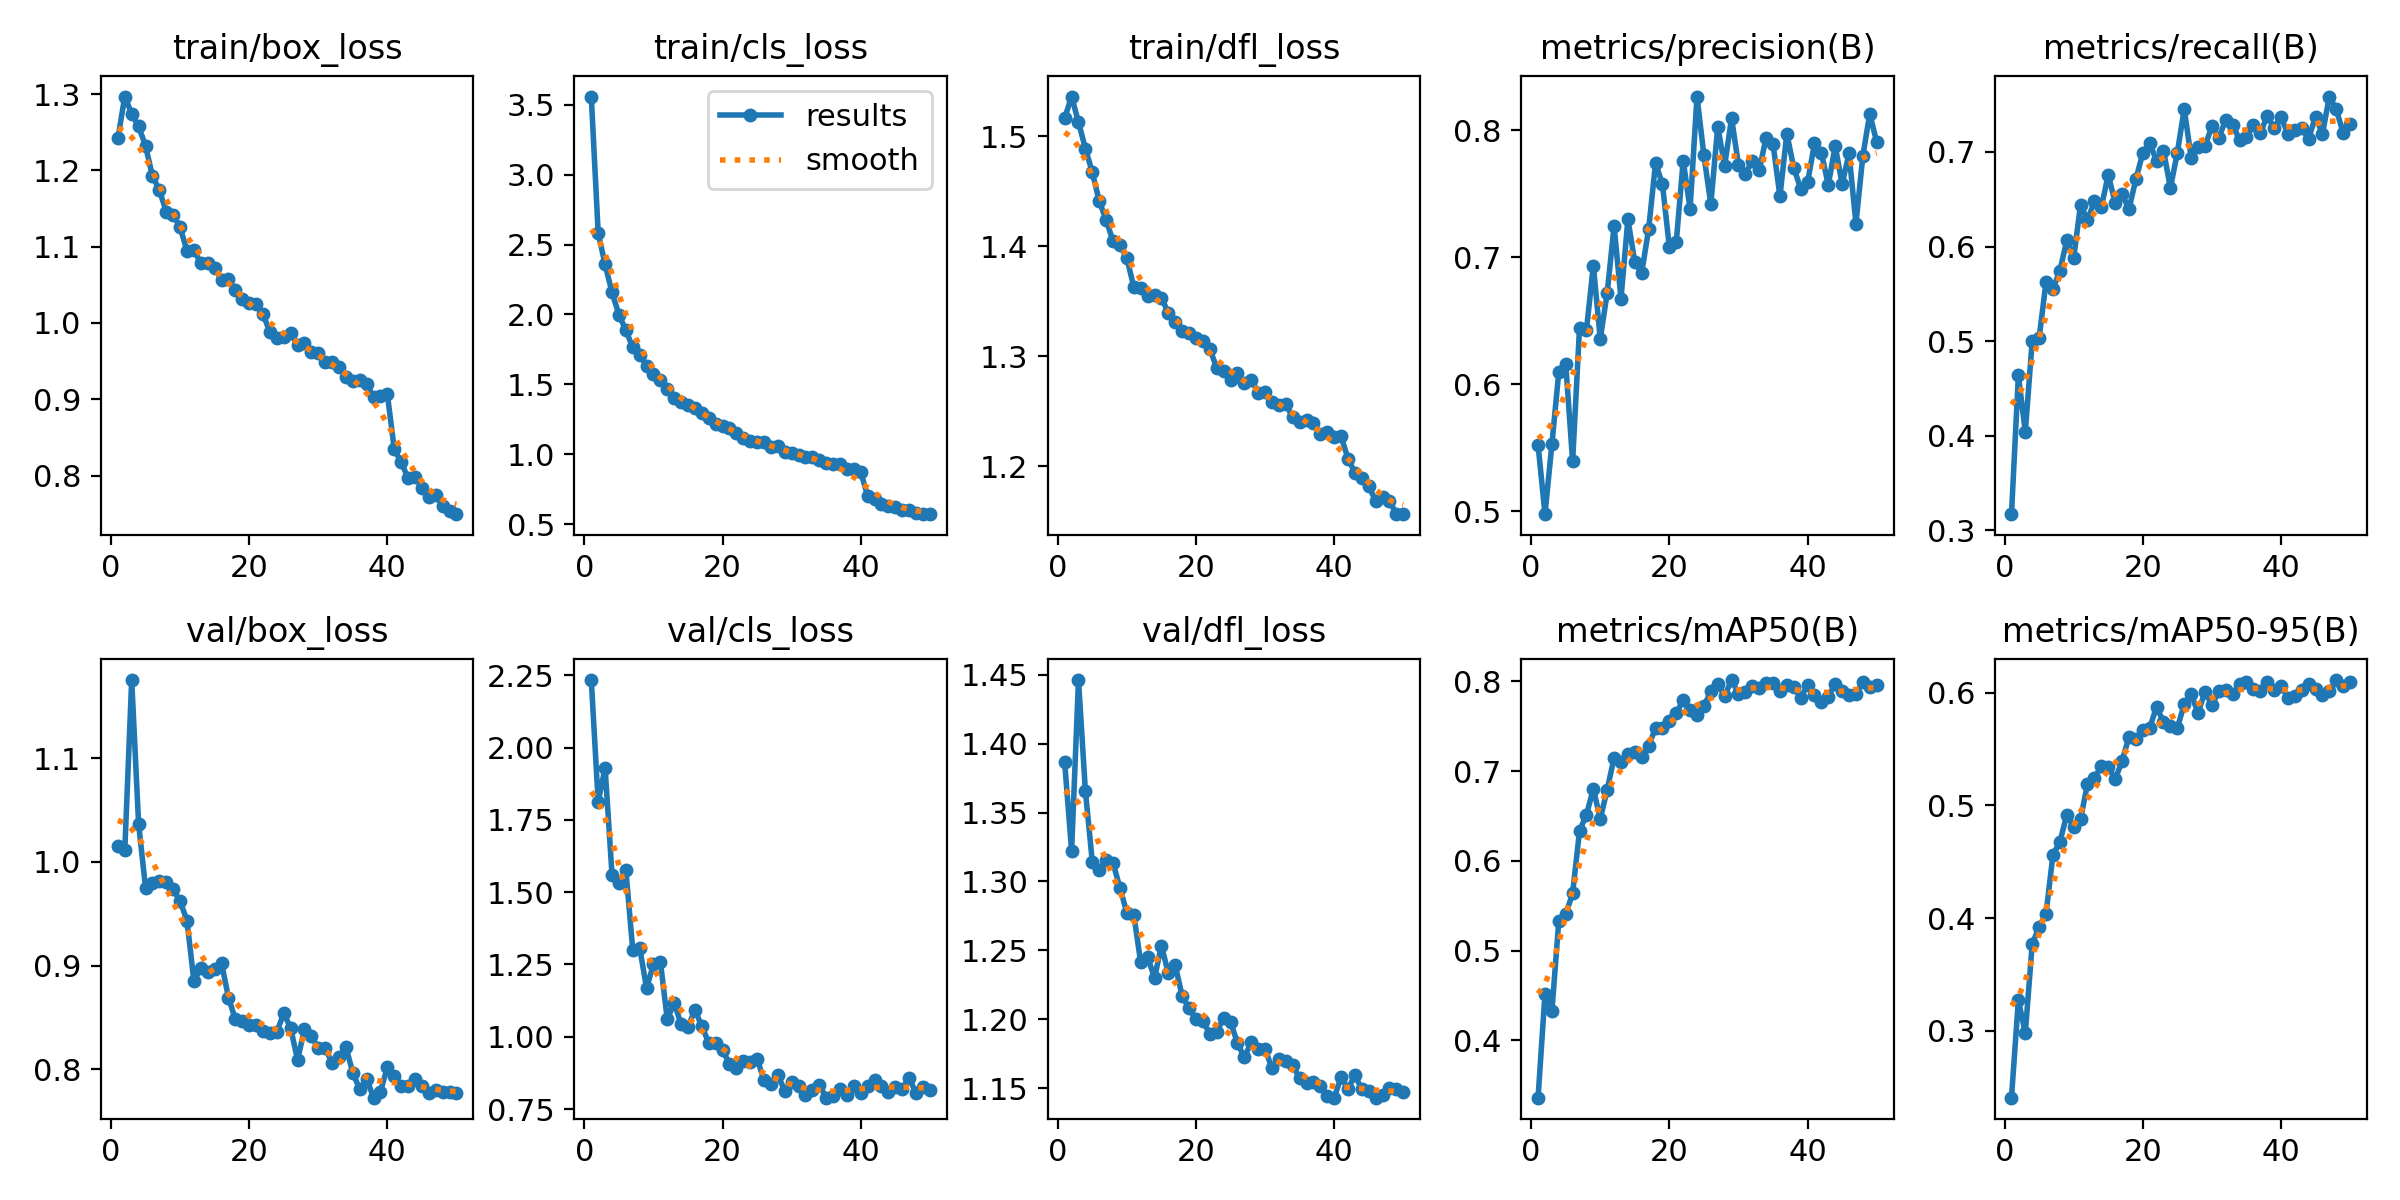 train/box_loss
1.3
1.2
1.1
1.0
0.9
0.8
0 20 40
train/cls_loss
results
smooth
3.5
3.0
2.5
2.0
1.5
1.0
0.5
0 20 40
train/dfl_loss
1.5
1.4
1.3
1.2
0 20 40
metrics/precision(B)
0.8
0.7
0.6
0.5
0 20 40
metrics/recall(B)
0.7
0.6
0.5
0.4
0.3
0 20 40
val/box_loss
1.1
1.0
0.9
0.8
0 20 40
val/cls_loss
2.25
2.00
1.75
1.50
1.25
1.00
0.75
0 20 40
val/dfl_loss
1.45
1.40
1.35
1.30
1.25
1.20
1.15
0 20 40
metrics/mAP50(B)
0.8
0.7
0.6
0.5
0.4
0 20 40
metrics/mAP50-95(B)
0.6
0.5
0.4
0.3
0 20 40